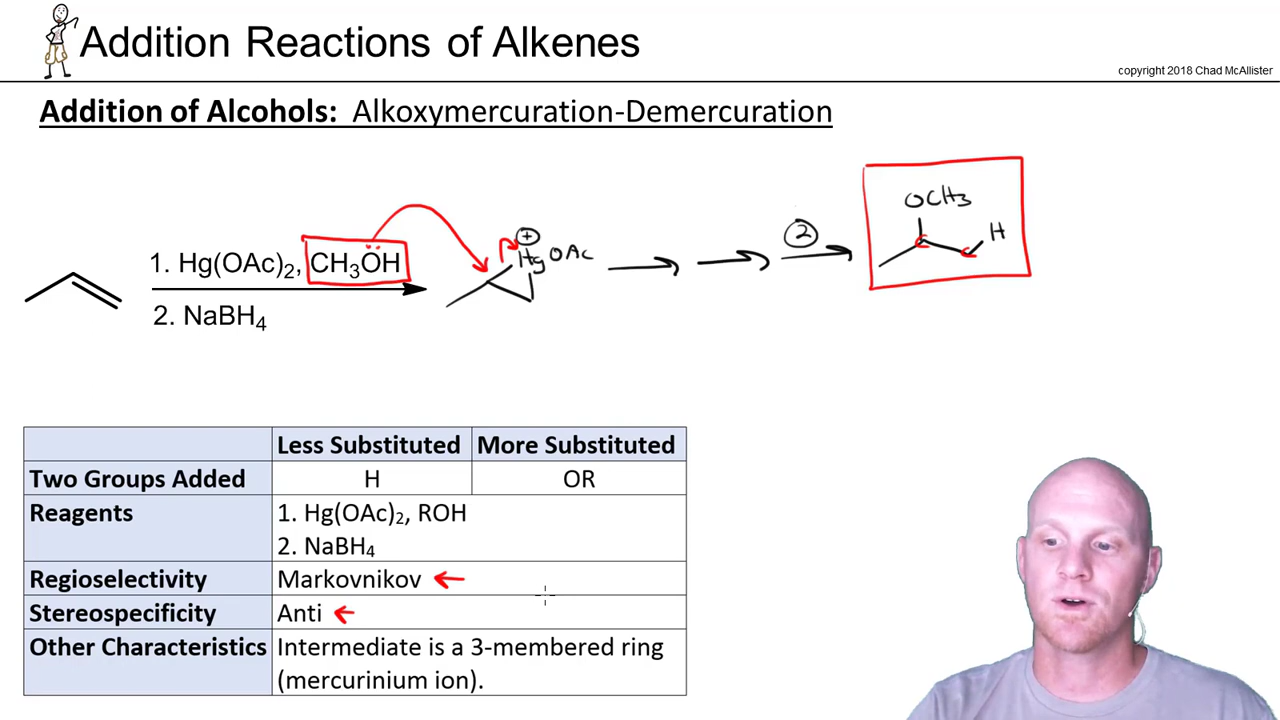 Addition Reactions of Alkenes
copyright 2018 Chad McAllister
Addition of Alcohols: Alkoxymercuration-Demercuration
1. Hg(OAc)2, CH3OH
2. NaBH4
+
Hg OAc
2
OCH3
H
Less Substituted More Substituted
Two Groups Added H OR
Reagents 1. Hg(OAc)2, ROH
2. NaBH4
Regioselectivity Markovnikov
Stereospecificity Anti
Other Characteristics Intermediate is a 3-membered ring
(mercurinium ion).